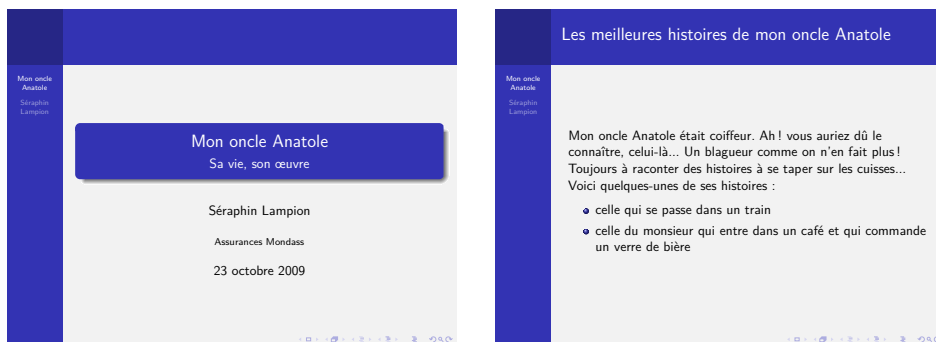 Mon oncle
Anatole
Séraphin
Lampion
Mon oncle Anatole
Sa vie, son œuvre
Séraphin Lampion
Assurances Mondass
23 octobre 2009
Les meilleures histoires de mon oncle Anatole
Mon oncle
Anatole
Séraphin
Lampion
Mon oncle Anatole était coiffeur. Ah ! vous auriez dû le
connaître, celui-là... Un blagueur comme on n'en fait plus !
Toujours à raconter des histoires à se taper sur les cuisses...
Voici quelques-unes de ses histoires :
celle qui se passe dans un train
celle du monsieur qui entre dans un café et qui commande
un verre de bière